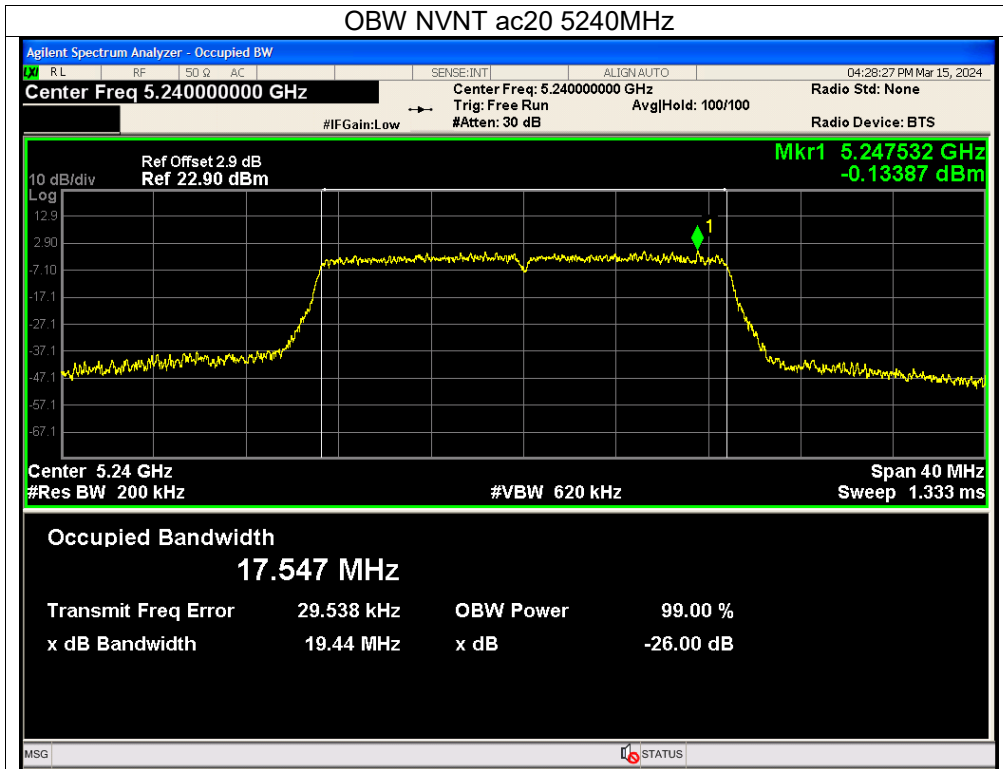 OBW NVNT ac20 5240MHz
Agilent Spectrum Analyzer - Occupied BW
LXI RL RF 50 Ω AC SENSE:INT ALIGN AUTO 04:28:27 PM Mar 15, 2024
Center Freq 5.240000000 GHz Center Freq: 5.240000000 GHz Radio Std: None
Trig: Free Run Avg|Hold: 100/100
#IFGain:Low #Atten: 30 dB Radio Device: BTS
Mkr1 5.247532 GHz
-0.13387 dBm
Ref Offset 2.9 dB
10 dB/div Ref 22.90 dBm
Log
12.9
1
2.90
-7.10
-17.1
-27.1
-37.1
-47.1
-57.1
-67.1
Center 5.24 GHz Span 40 MHz
#Res BW 200 kHz #VBW 620 kHz Sweep 1.333 ms
Occupied Bandwidth
17.547 MHz
Transmit Freq Error 29.538 kHz OBW Power 99.00 %
x dB Bandwidth 19.44 MHz x dB -26.00 dB
MSG STATUS